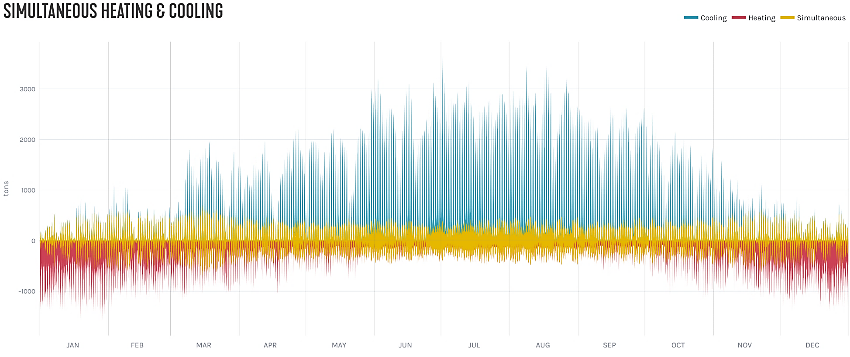 SIMULTANEOUS HEATING & COOLING
Cooling Heating Simultaneous
3000
2000
1000
0
-1000
tons
JAN FEB MAR APR MAY JUN JUL AUG SEP OCT NOV DEC